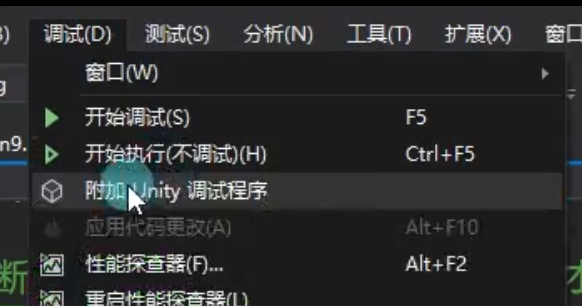 调试(D) 测试(S) 分析(N) 工具(T) 扩展(X) 窗口
窗口(W)
开始调试(S) F5
n9.
开始执行(不调试)(H) Ctrl+F5
附加 Unity 调试程序
应用代码更改(A) Alt+F10
断
性能探查器(F)... Alt+F2
重启性能探查器(L)